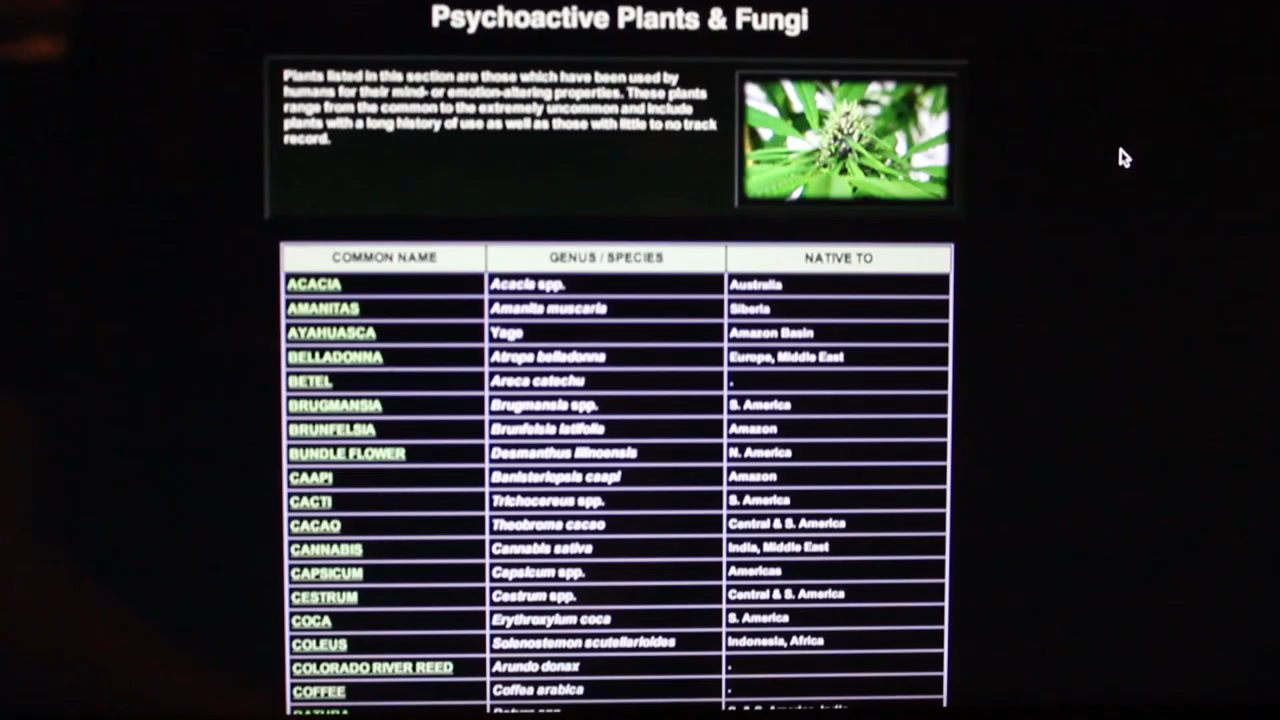 Psychoactive Plants & Fungi
Plants listed in this section are those which have been used by
humans for their mind- or emotion-altering properties. These plants
range from the common to the extremely uncommon and include
plants with a long history of use as well as those with little to no track
record.
COMMON NAME GENUS / SPECIES NATIVE TO
ACACIA Acacia spp. Australia
AMANITAS Amanita muscaria Siberia
AYAHUASCA Yage Amazon Basin
BELLADONNA Atropa belladonna Europe, Middle East
BETEL Areca catechu .
BRUGMANSIA Brugmansia spp. S. America
BRUNFELSIA Brunfelsia latifolia Amazon
BUNDLE FLOWER Desmanthus illinoensis N. America
CAAPI Banisteriopsis caapi Amazon
CACTI Trichocereus spp. S. America
CACAO Theobroma cacao Central & S. America
CANNABIS Cannabis sativa India, Middle East
CAPSICUM Capsicum spp. Americas
CESTRUM Cestrum spp. Central & S. America
COCA Erythroxylum coca S. America
COLEUS Solenostemon scutellarioides Indonesia, Africa
COLORADO RIVER REED Arundo donax .
COFFEE Coffea arabica .
DATURA Datura spp.